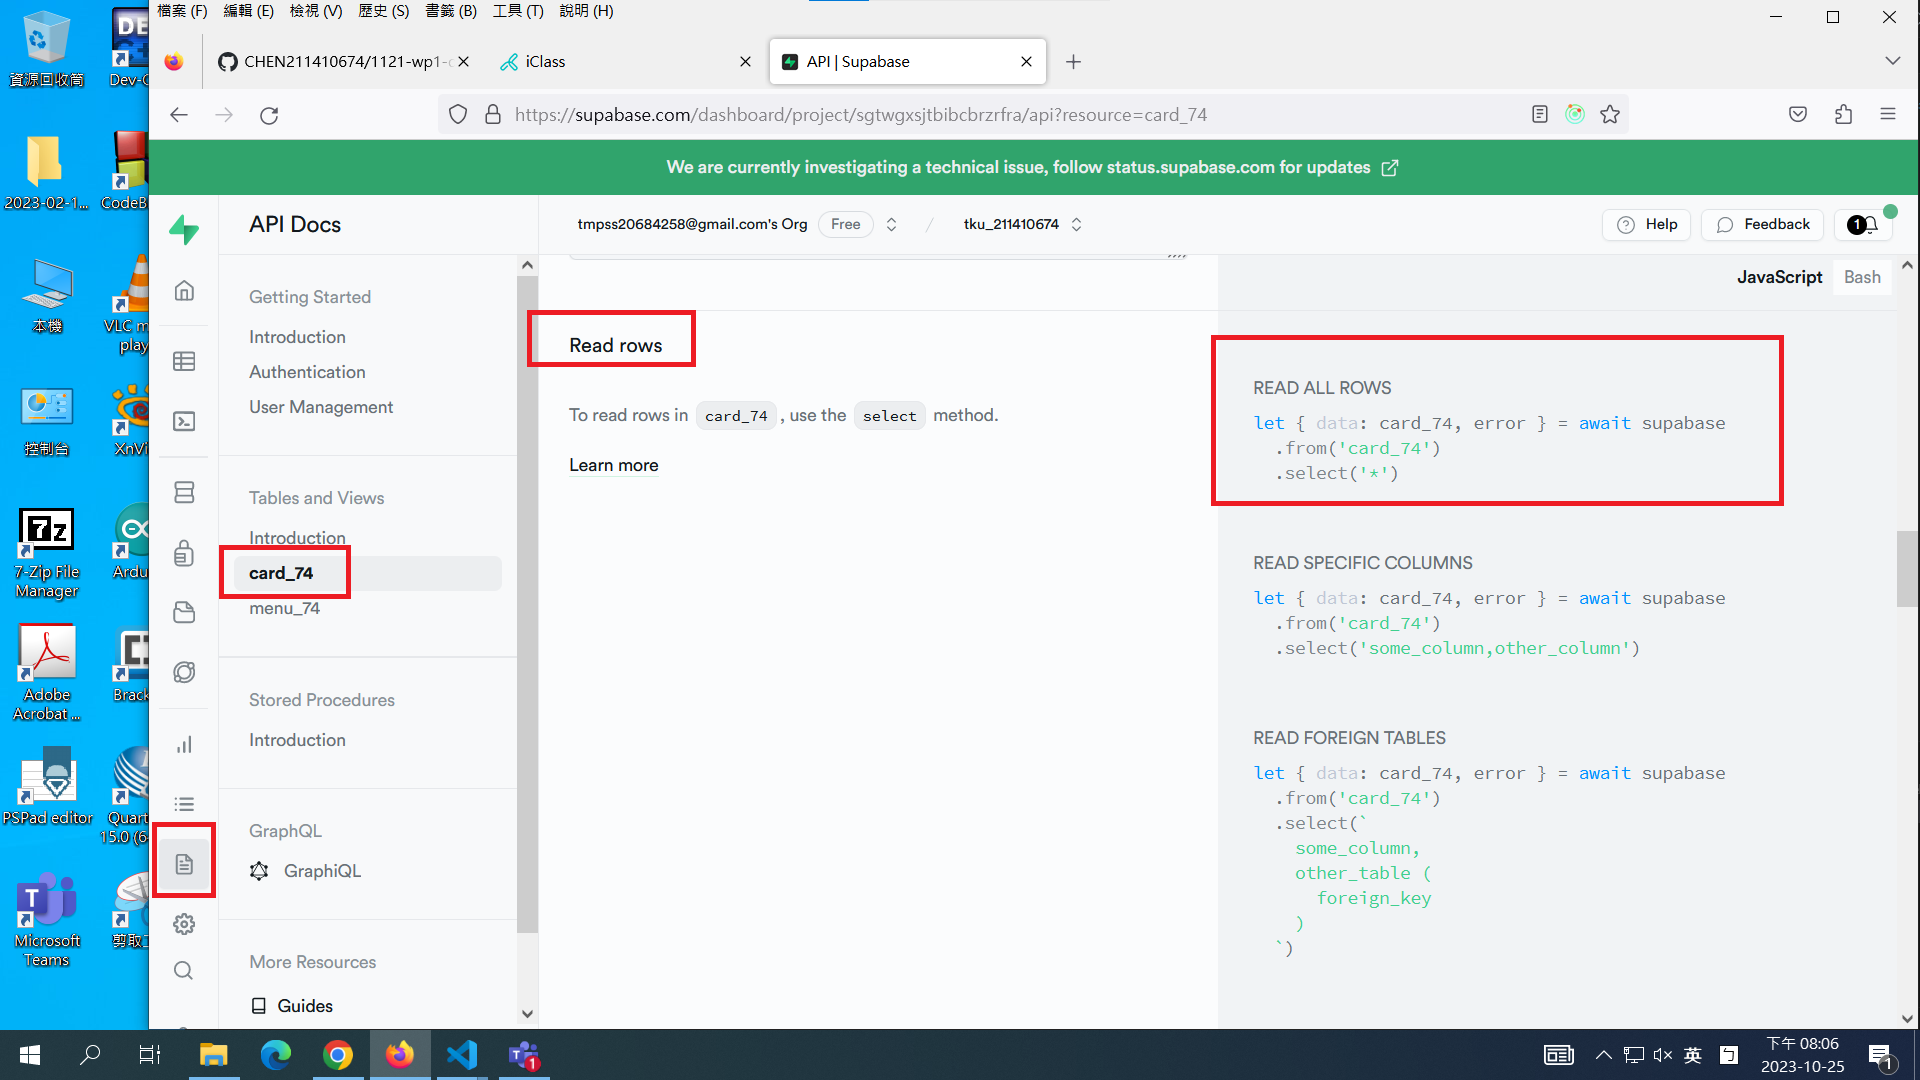 檔案 (F) 編輯 (E) 檢視 (V) 歷史 (S) 書籤 (B) 工具 (T) 說明 (H)
CHEN211410674/1121-wp1-
iClass
API | Supabase
https://supabase.com/dashboard/project/sgtwgxsjtbibcbrzrfra/api?resource=card_74
We are currently investigating a technical issue, follow status.supabase.com for updates
API Docs
tmpss20684258@gmail.com's Org Free / tku_211410674
Help
Feedback
1
Getting Started
Introduction
Authentication
User Management
Tables and Views
Introduction
card_74
menu_74
Stored Procedures
Introduction
GraphQL
GraphiQL
More Resources
Guides
Read rows
To read rows in card_74 , use the select method.
Learn more
JavaScript
Bash
READ ALL ROWS
let { data: card_74, error } = await supabase
.from('card_74')
.select('*')
READ SPECIFIC COLUMNS
let { data: card_74, error } = await supabase
.from('card_74')
.select('some_column,other_column')
READ FOREIGN TABLES
let { data: card_74, error } = await supabase
.from('card_74')
.select(`
some_column,
other_table (
foreign_key
)
`)
資源回收筒
Dev-C
DE
2023-02-1...
CodeB
本機
VLC m
play
控制台
XnVi
7z
7-Zip File
Manager
Ardu
Adobe
Acrobat ...
Brack
PSPad editor
Quart
15.0 (6
Microsoft
Teams
剪取
英
下午 08:06
2023-10-25
1
1